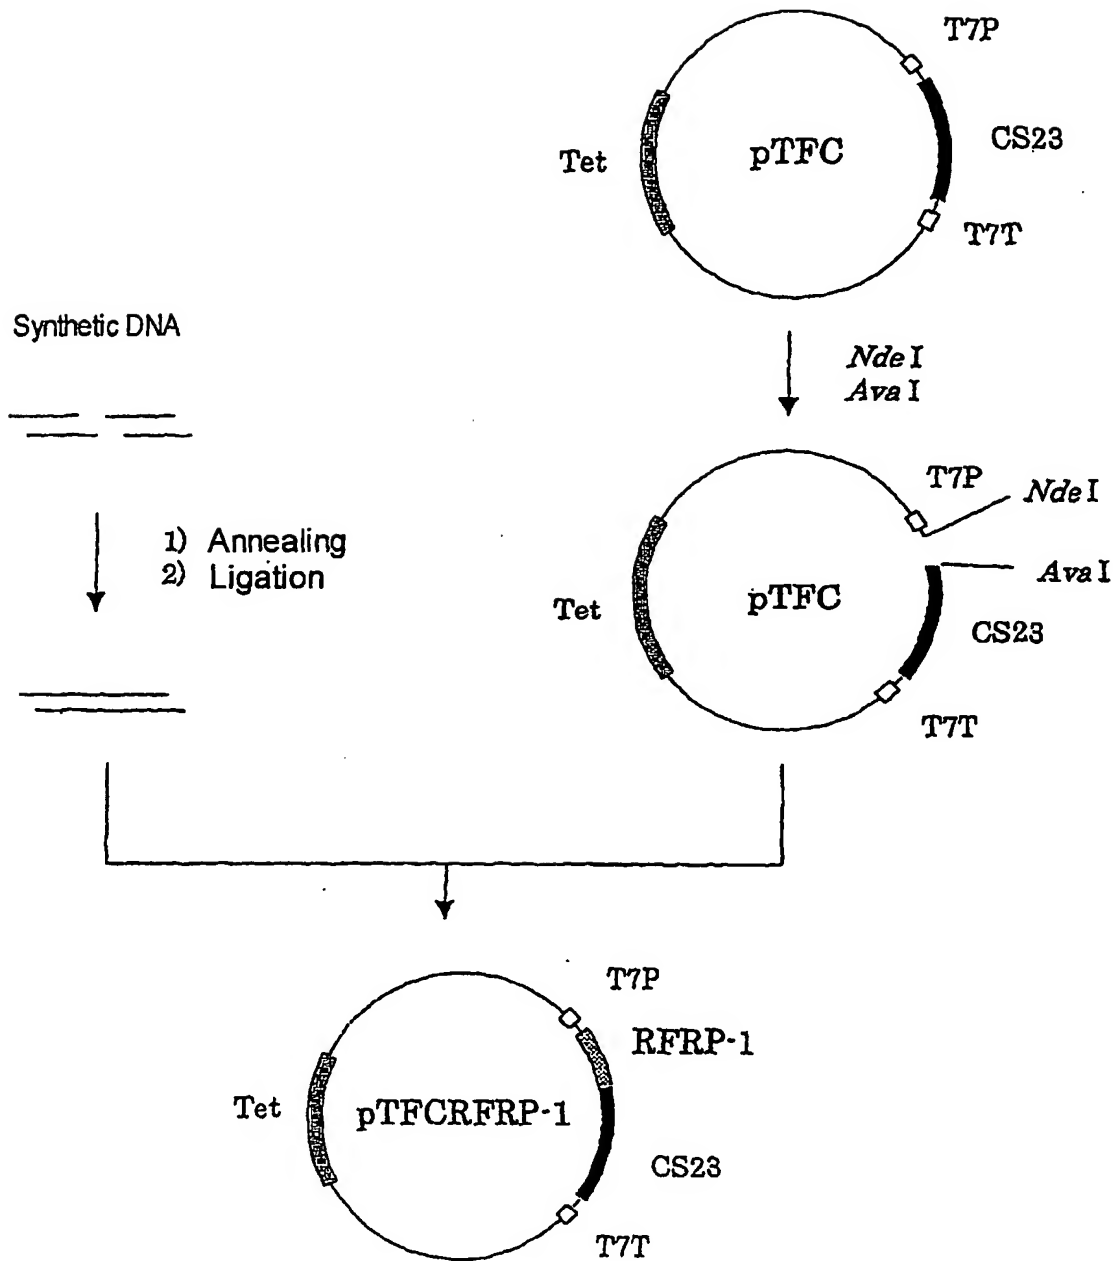 T7P
CS23
pTFC
Tet
T7T
Synthetic DNA
Nde I
Ava I
1) Annealing
2) Ligation
T7P
Nde I
Ava I
pTFC
Tet
CS23
T7T
T7P
RFRP-1
Tet
pTFCRFRP-1
CS23
T7T